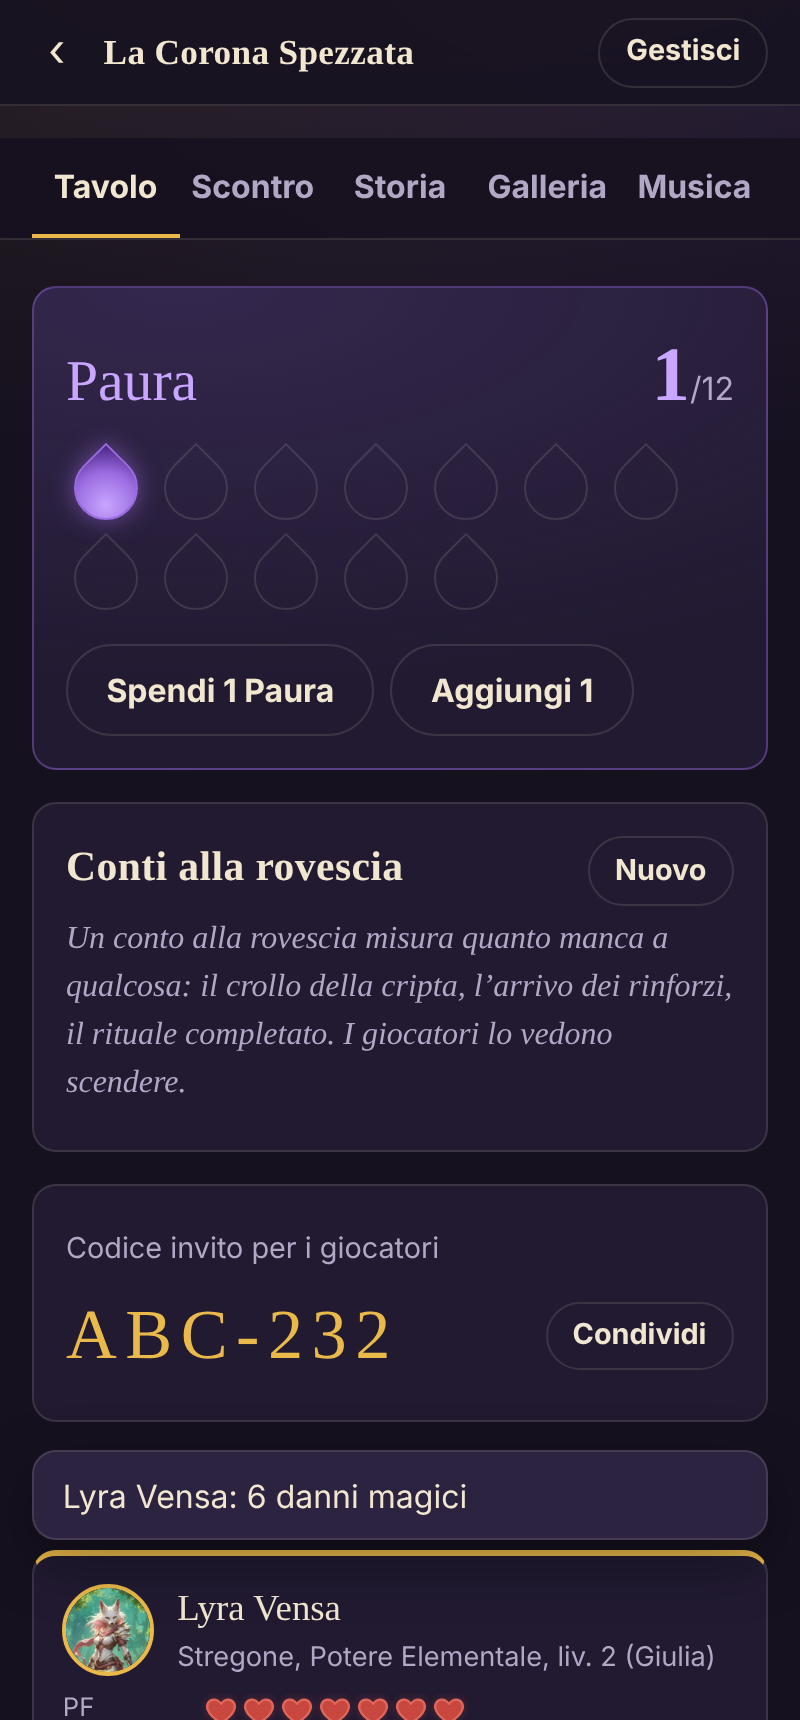 La Corona Spezzata
Gestisci
Tavolo Scontro Storia Galleria Musica
Paura
1/12
Spendi 1 Paura
Aggiungi 1
Conti alla rovescia
Nuovo
Un conto alla rovescia misura quanto manca a
qualcosa: il crollo della cripta, l’arrivo dei rinforzi,
il rituale completato. I giocatori lo vedono
scendere.
Codice invito per i giocatori
ABC-232
Condividi
Lyra Vensa: 6 danni magici
Lyra Vensa
Stregone, Potere Elementale, liv. 2 (Giulia)
PF